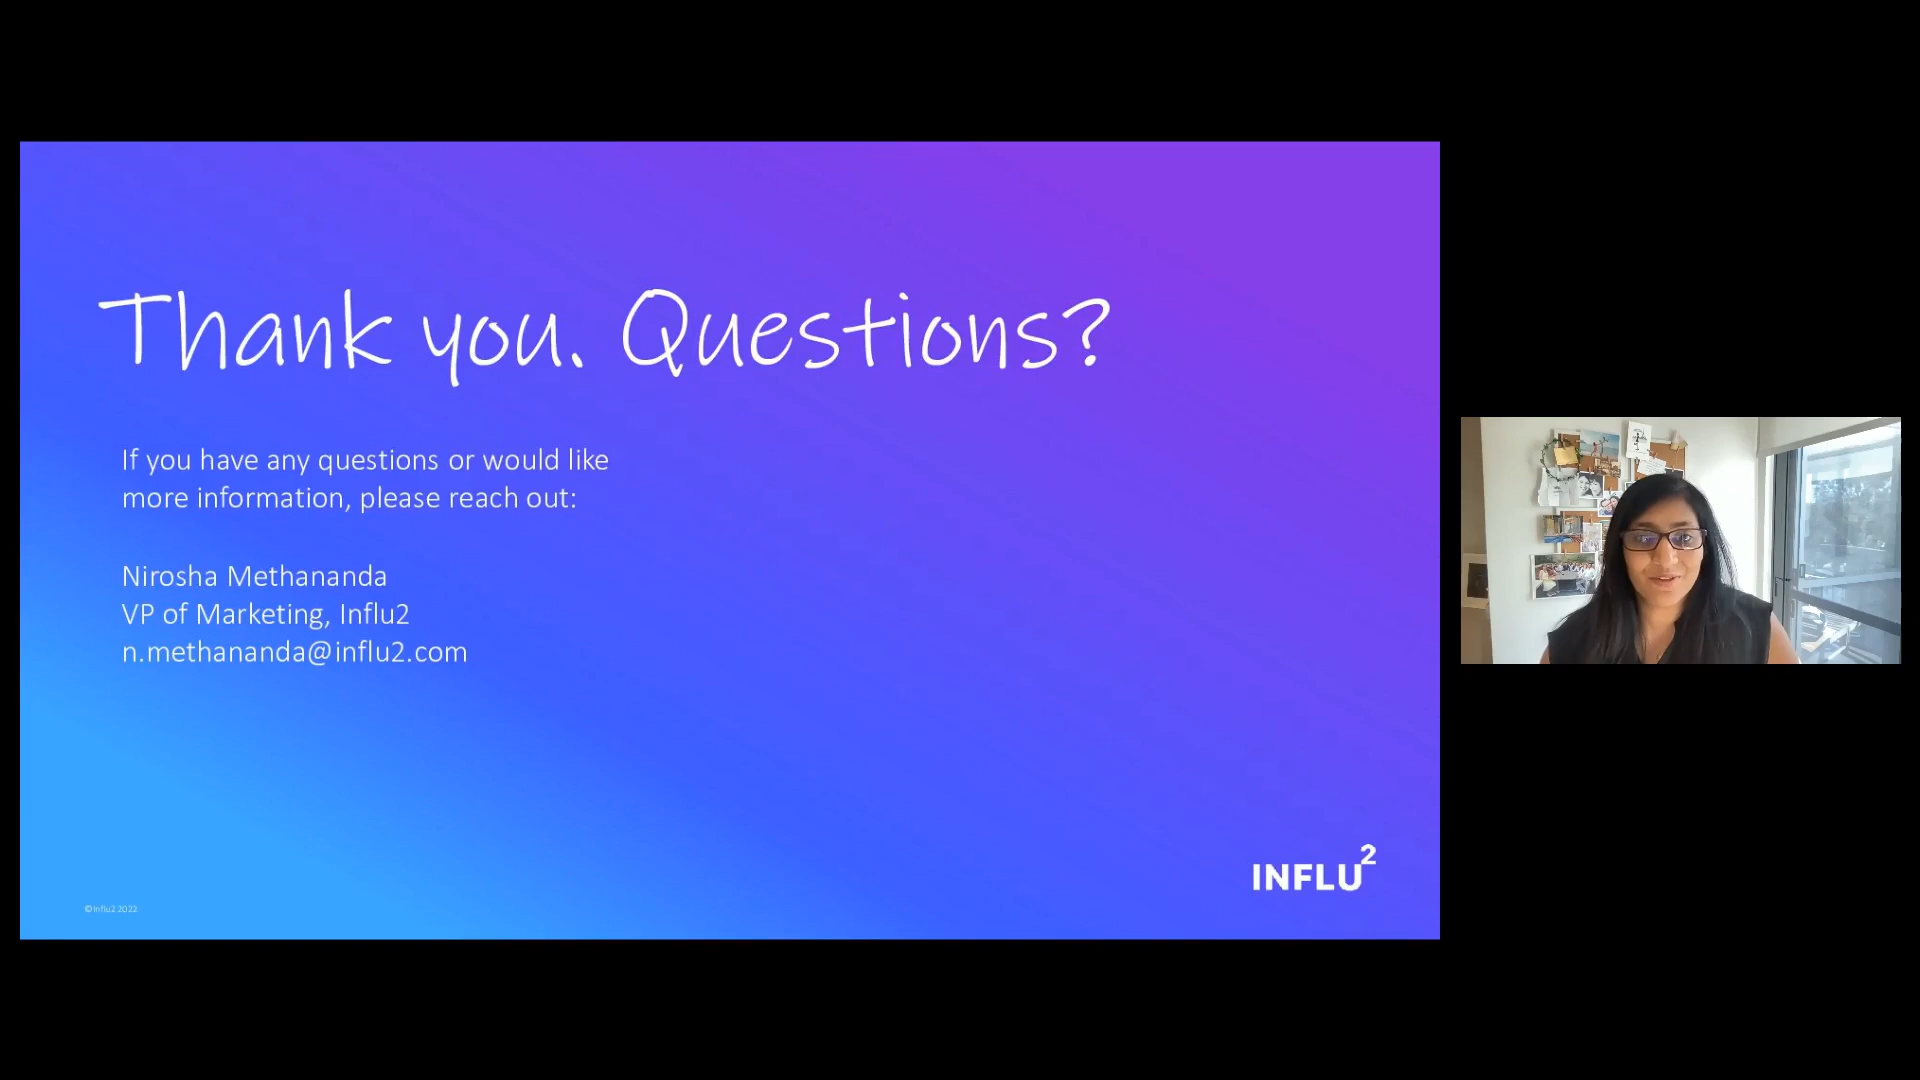 Thank you. Questions?
If you have any questions or would like
more information, please reach out:
Nirosha Methananda
VP of Marketing, Influ2
n.methananda@influ2.com
INFLU2
©Influ2 2022